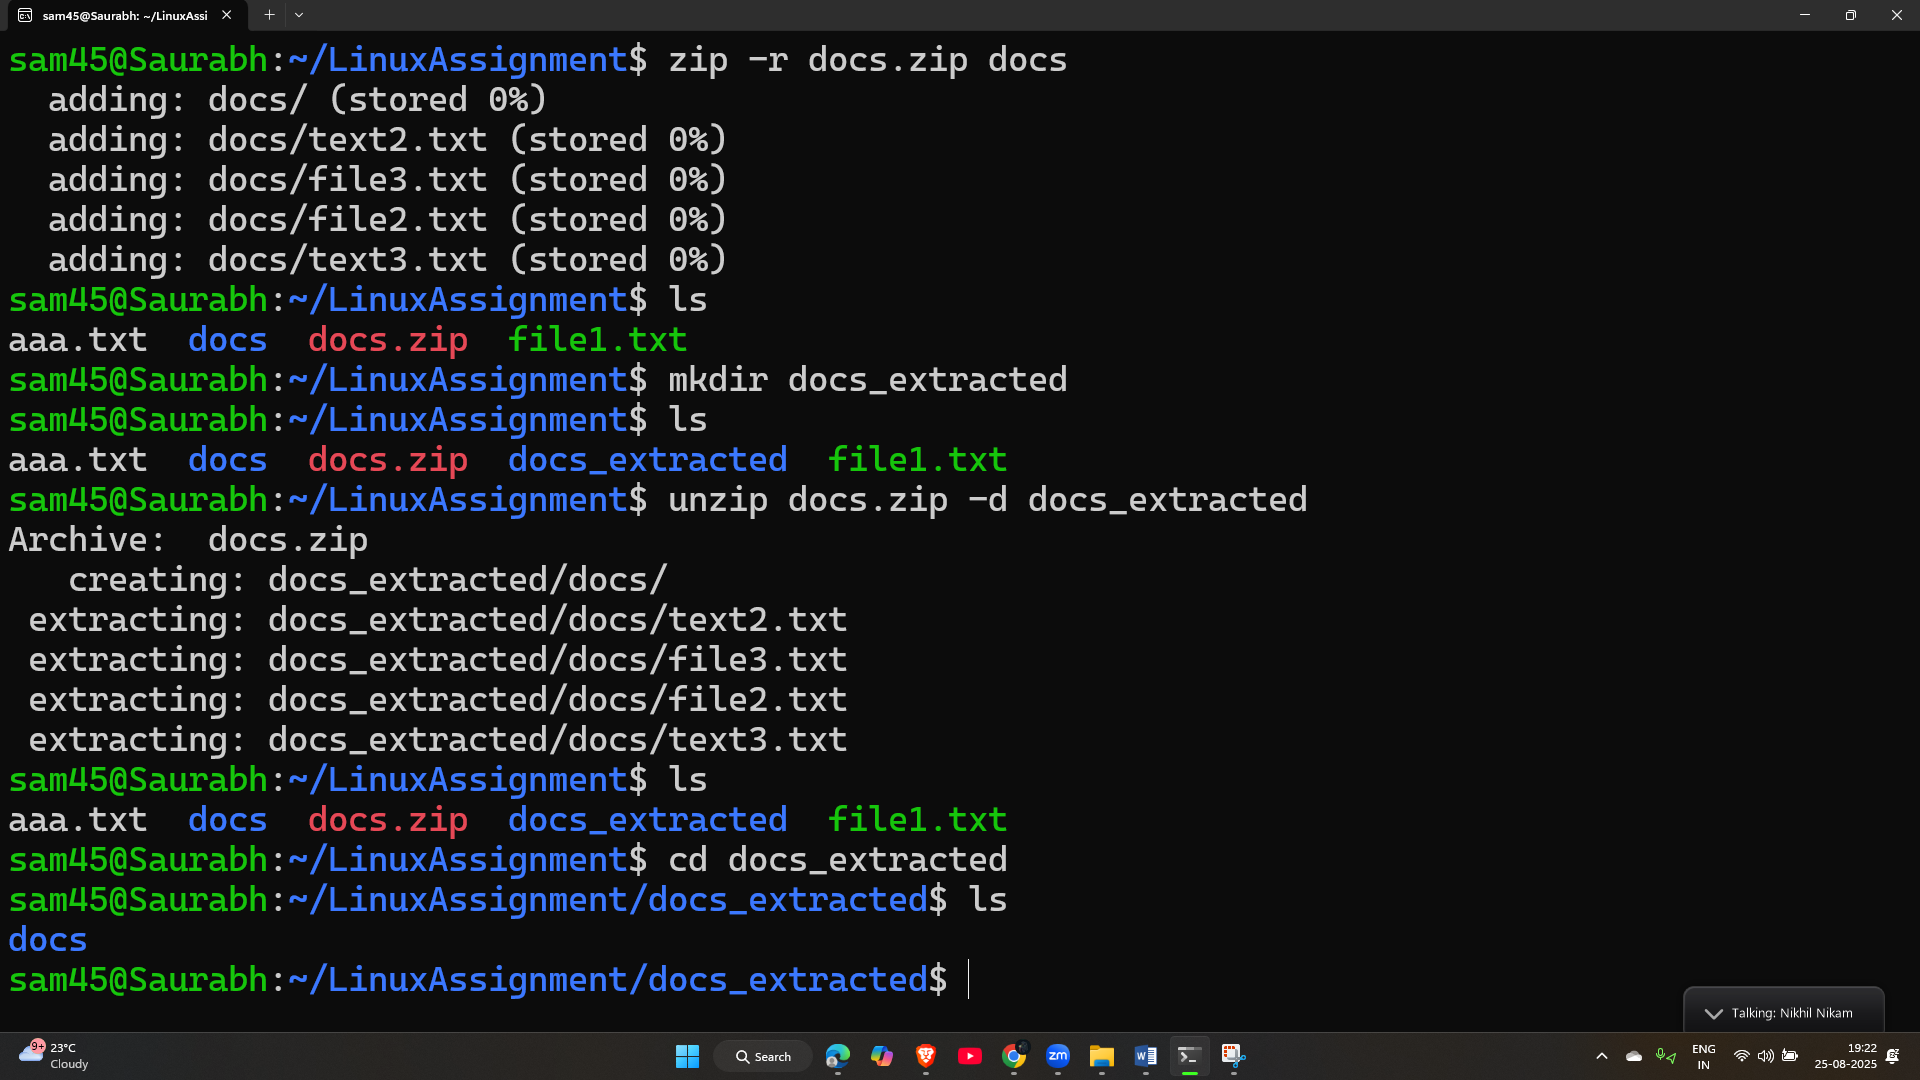 sam45@Saurabh: ~/LinuxAssi
sam45@Saurabh:~/LinuxAssignment$ zip -r docs.zip docs
  adding: docs/ (stored 0%)
  adding: docs/text2.txt (stored 0%)
  adding: docs/file3.txt (stored 0%)
  adding: docs/file2.txt (stored 0%)
  adding: docs/text3.txt (stored 0%)
sam45@Saurabh:~/LinuxAssignment$ ls
aaa.txt  docs  docs.zip  file1.txt
sam45@Saurabh:~/LinuxAssignment$ mkdir docs_extracted
sam45@Saurabh:~/LinuxAssignment$ ls
aaa.txt  docs  docs.zip  docs_extracted  file1.txt
sam45@Saurabh:~/LinuxAssignment$ unzip docs.zip -d docs_extracted
Archive:  docs.zip
   creating: docs_extracted/docs/
 extracting: docs_extracted/docs/text2.txt
 extracting: docs_extracted/docs/file3.txt
 extracting: docs_extracted/docs/file2.txt
 extracting: docs_extracted/docs/text3.txt
sam45@Saurabh:~/LinuxAssignment$ ls
aaa.txt  docs  docs.zip  docs_extracted  file1.txt
sam45@Saurabh:~/LinuxAssignment$ cd docs_extracted
sam45@Saurabh:~/LinuxAssignment/docs_extracted$ ls
docs
sam45@Saurabh:~/LinuxAssignment/docs_extracted$
Talking: Nikhil Nikam
9+
23°C
Cloudy
Search
zm
W
ENG
IN
19:22
25-08-2025